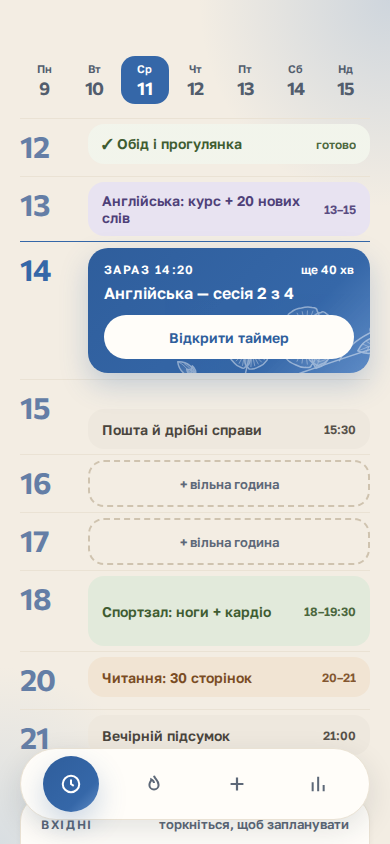 Пн Вт Ср Чт Пт Сб Нд
9 10 11 12 13 14 15
12 ✓ Обід і прогулянка готово
13 Англійська: курс + 20 нових
слів 13–15
14 ЗАРАЗ 14:20 ще 40 хв
Англійська — сесія 2 з 4
Відкрити таймер
15
Пошта й дрібні справи 15:30
16 + вільна година
17 + вільна година
18 Спортзал: ноги + кардіо 18–19:30
20 Читання: 30 сторінок 20–21
21 Вечірній підсумок 21:00
ВХІДНІ торкніться, щоб запланувати